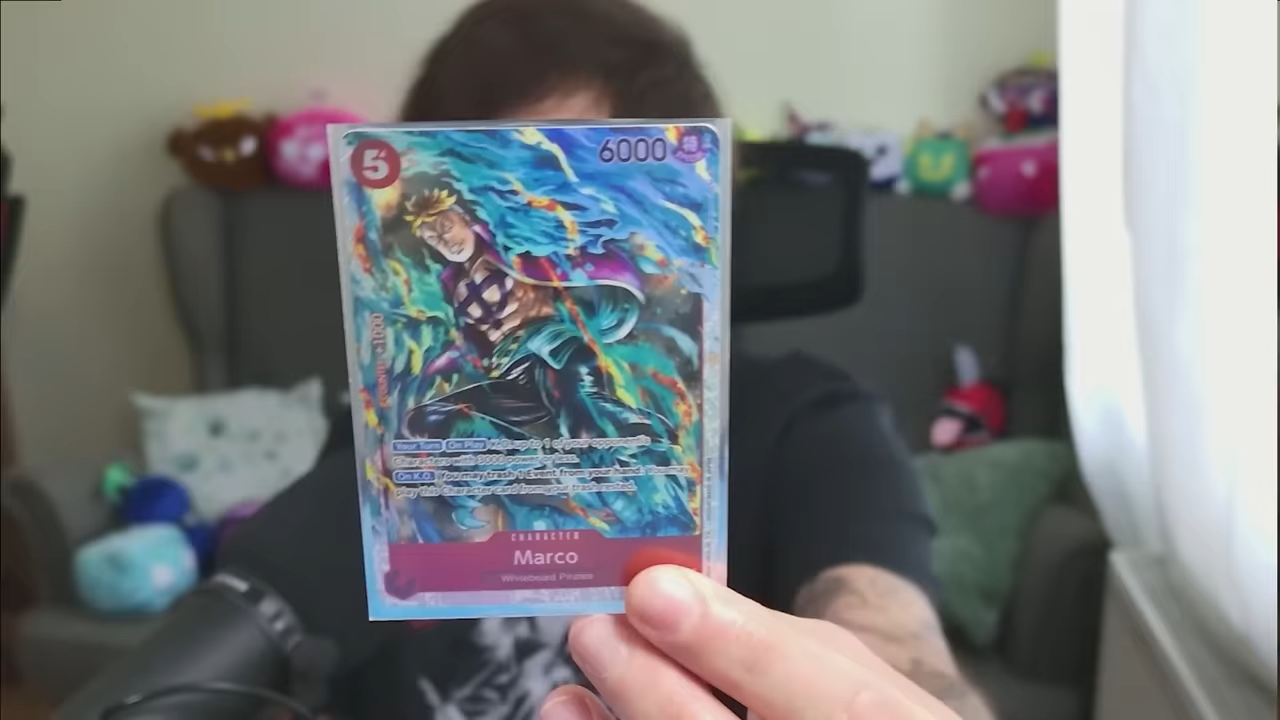 5
6000
COUNTER +1000
Your Turn On Play K.O. up to 1 of your opponent's
Characters with 3000 power or less.
On K.O. You may trash 1 Event from your hand: You may
play this Character card from your trash rested.
CHARACTER
Marco
Whitebeard Pirates